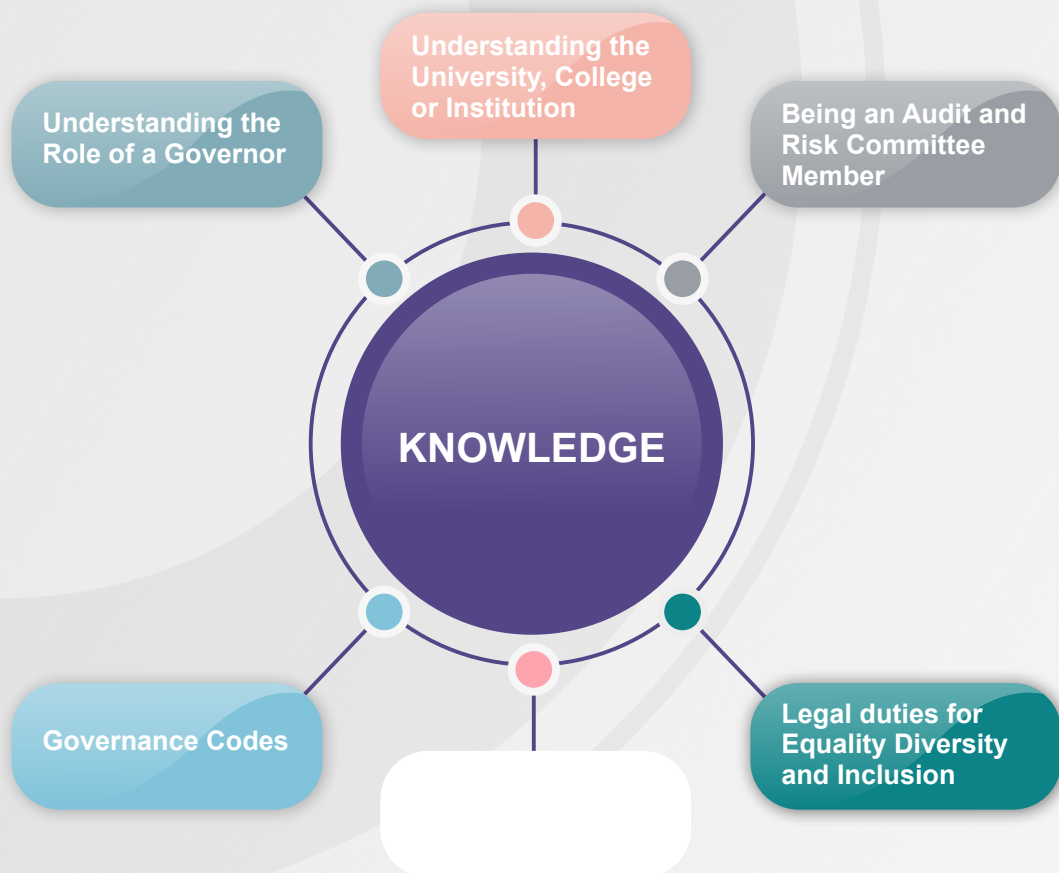 Understanding the
University, College
or Institution
Understanding the
Role of a Governor
Being an Audit and
Risk Committee
Member
KNOWLEDGE
Governance Codes
Legal duties for
Equality Diversity
and Inclusion